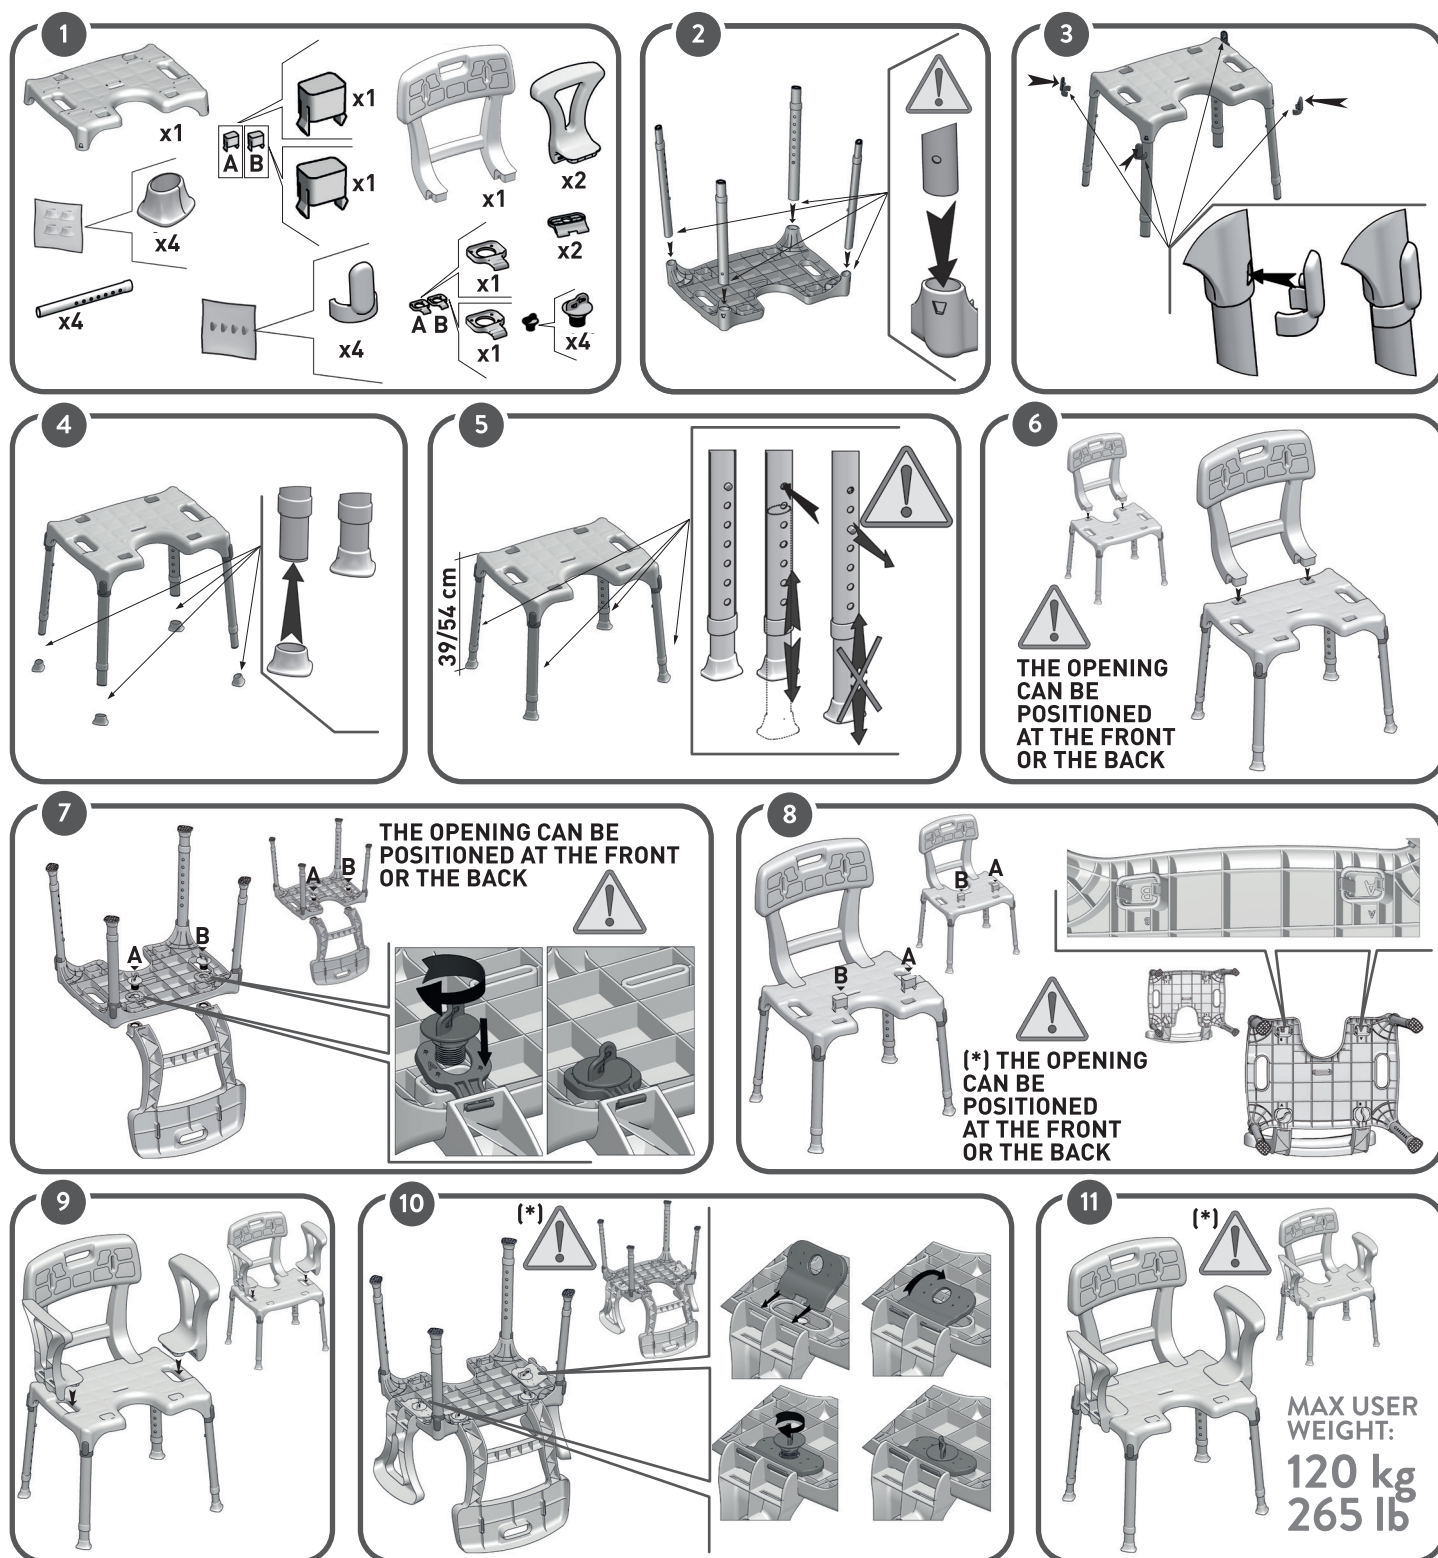 1
x1
x1
A B
x1
x1
x2
x4
x2
x1
x4
x4
A B
x1
x4
2
3
4
5
39/54 cm
6
THE OPENING
CAN BE
POSITIONED
AT THE FRONT
OR THE BACK
7
THE OPENING CAN BE
POSITIONED AT THE FRONT
OR THE BACK
A
B
A
B
A
8
B
A
B
A
B
A
B
A
(*) THE OPENING
CAN BE
POSITIONED
AT THE FRONT
OR THE BACK
9
10
(*)
11
(*)
MAX USER
WEIGHT:
120 kg
265 lb